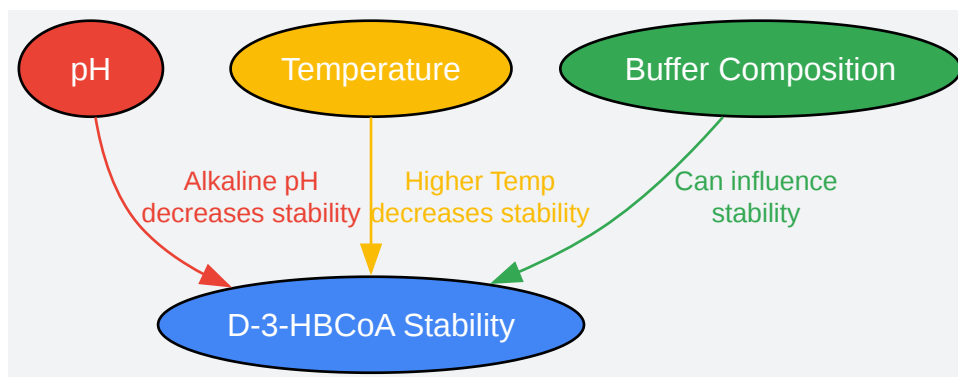 pH
Temperature
Buffer Composition
Alkaline pH
decreases stability
Higher Temp
decreases stability
Can influence
stability
D-3-HBCoA Stability